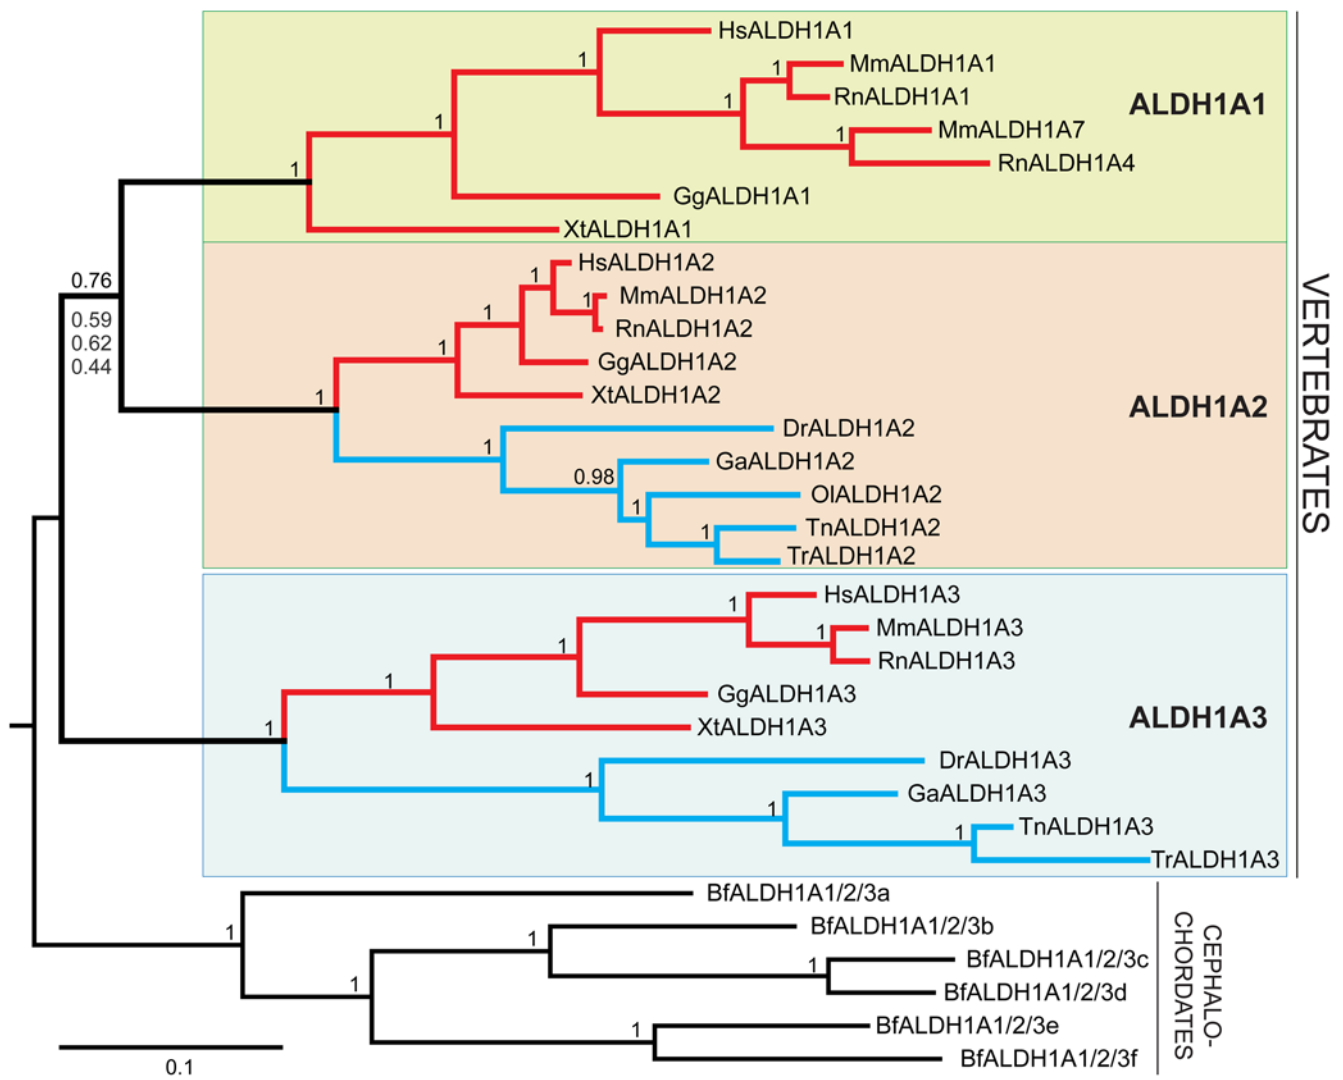 HsALDH1A1
1
MmALDH1A1
1
RnALDH1A1
1
ALDH1A1
1
MmALDH1A7
1
RnALDH1A4
1
GgALDH1A1
XtALDH1A1
HsALDH1A2
1
0.76
MmALDH1A2
1
0.59
1
RnALDH1A2
0.62
1
GgALDH1A2
0.44
XtALDH1A2
1
ALDH1A2
DrALDH1A2
1
GaALDH1A2
0.98
OlALDH1A2
1
TnALDH1A2
1
TrALDH1A2
VERTEBRATES
HsALDH1A3
1
MmALDH1A3
1
1
RnALDH1A3
1
GgALDH1A3
ALDH1A3
XtALDH1A3
1
DrALDH1A3
1
GaALDH1A3
1
TnALDH1A3
1
TrALDH1A3
BfALDH1A1/2/3a
1
BfALDH1A1/2/3b
1
BfALDH1A1/2/3c
1
BfALDH1A1/2/3d
1
BfALDH1A1/2/3e
1
BfALDH1A1/2/3f
CEPHALO-
CHORDATES
0.1